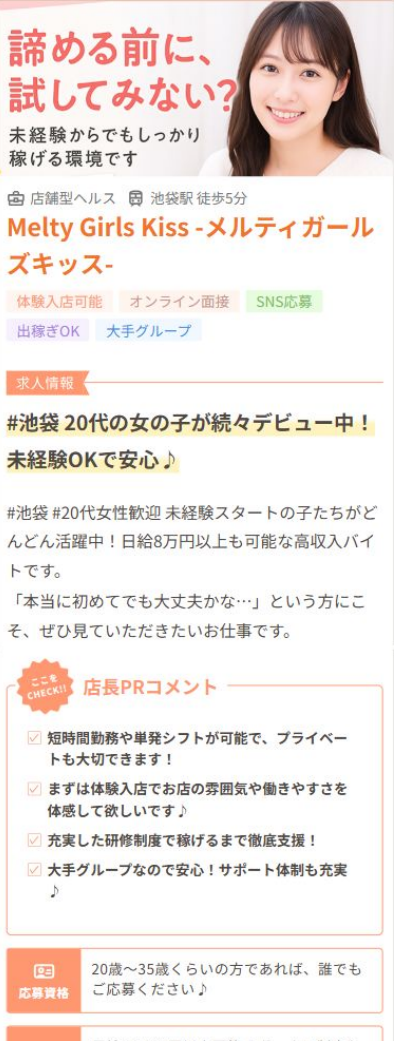 諦める前に、
試してみない?
未経験からでもしっかり
稼げる環境です
店舗型ヘルス 池袋駅 徒歩5分
Melty Girls Kiss -メルティガール
ズキッス-
体験入店可能 オンライン面接 SNS応募
出稼ぎOK 大手グループ
求人情報
#池袋 20代の女の子が続々デビュー中！
未経験OKで安心♪
#池袋 #20代女性歓迎 未経験スタートの子たちがど
んどん活躍中！日給8万円以上も可能な高収入バイ
トです。
「本当に初めてでも大丈夫かな…」という方にこ
そ、ぜひ見ていただきたいお仕事です。
ここを
CHECK!!
店長PRコメント
短時間勤務や単発シフトが可能で、プライベー
トも大切できます！
まずは体験入店でお店の雰囲気や働きやすさを
体感して欲しいです♪
充実した研修制度で稼げるまで徹底支援！
大手グループなので安心！サポート体制も充実
♪
応募資格
20歳～35歳くらいの方であれば、誰でも
ご応募ください♪